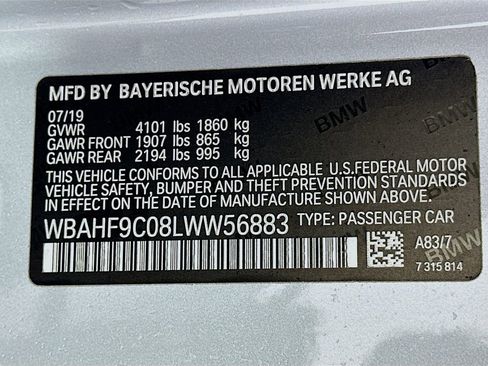 MFD BY BAYERISCHE MOTOREN WERKE AG
07/19
GVWR 4101 lbs 1860 kg
GAWR FRONT 1907 lbs 865 kg
GAWR REAR 2194 lbs 995 kg
THIS VEHICLE CONFORMS TO ALL APPLICABLE U.S.FEDERAL MOTOR
VEHICLE SAFETY, BUMPER AND THEFT PREVENTION STANDARDS IN
EFFECT ON THE DATE OF MANUFACTURE SHOWN ABOVE.
WBAHF9C08LWW56883 TYPE: PASSENGER CAR
A83/7
7 315 814
BMW
BMW